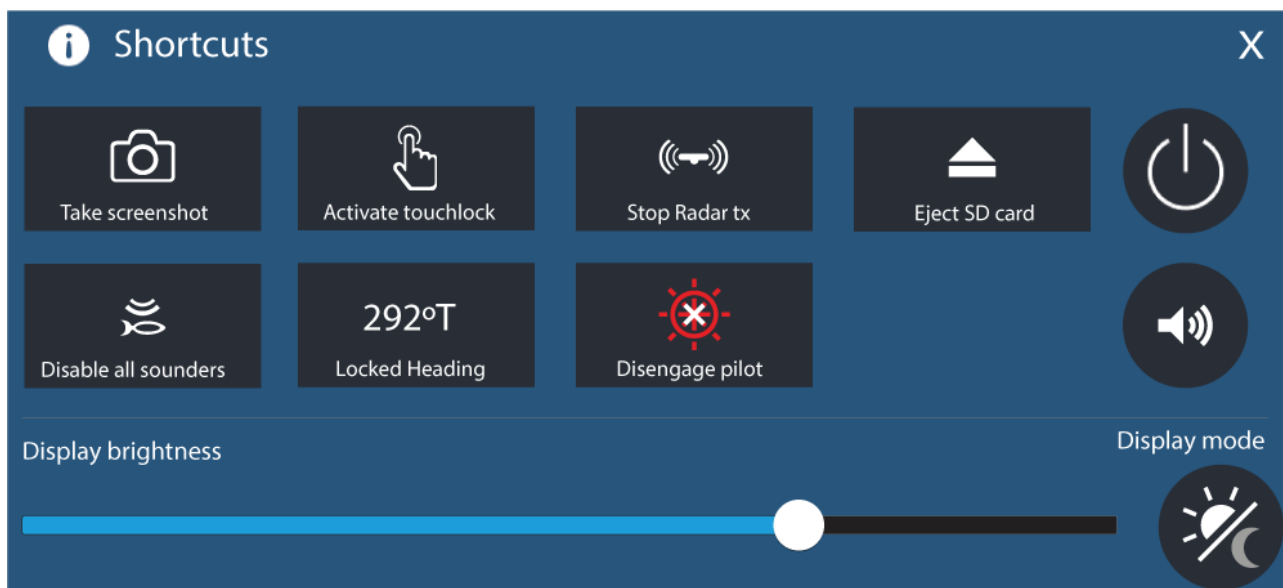 Shortcuts
X
Take screenshot
Activate touchlock
Stop Radar tx
Eject SD card
Disable all sounders
292ºT
Locked Heading
Disengage pilot
Display brightness
Display mode